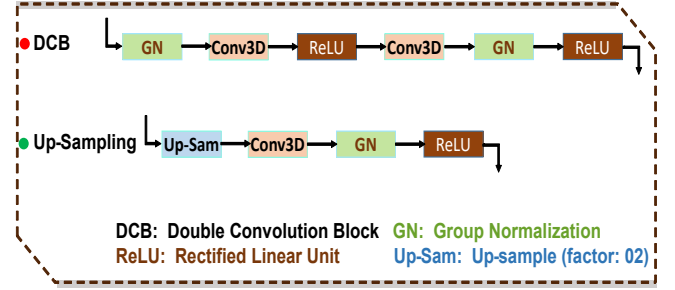 DCB GN Conv3D ReLU Conv3D GN ReLU
Up-Sampling Up-Sam Conv3D GN ReLU
DCB: Double Convolution Block GN: Group Normalization
ReLU: Rectified Linear Unit Up-Sam: Up-sample (factor: 02)